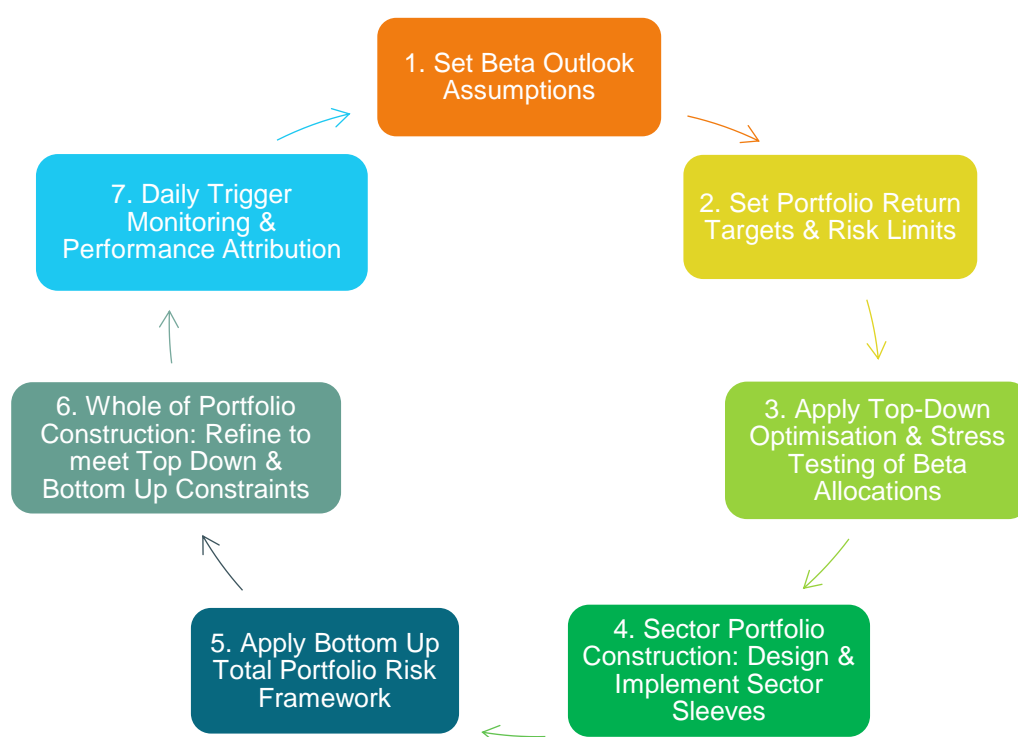 1. Set Beta Outlook
Assumptions
2. Set Portfolio Return
Targets & Risk Limits
3. Apply Top-Down
Optimisation & Stress
Testing of Beta
Allocations
4. Sector Portfolio
Construction: Design &
Implement Sector
Sleeves
5. Apply Bottom Up
Total Portfolio Risk
Framework
6. Whole of Portfolio
Construction: Refine to
meet Top Down &
Bottom Up Constraints
7. Daily Trigger
Monitoring &
Performance Attribution